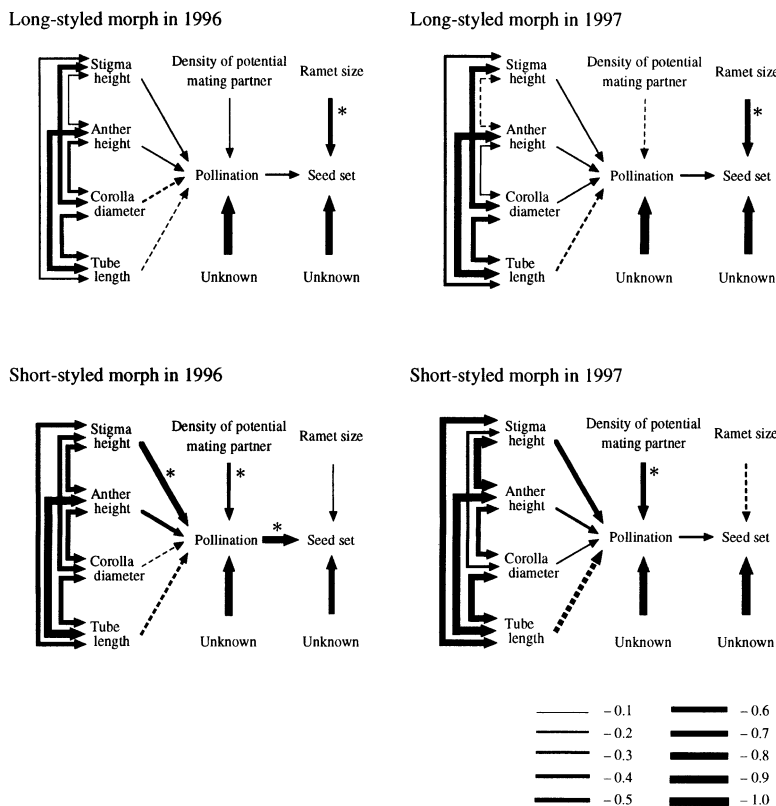 Long-styled morph in 1996
Stigma
height
Density of potential
mating partner
Ramet size
*
Anther
height
Pollination
Seed set
Corolla
diameter
Tube
length
Unknown
Unknown
Long-styled morph in 1997
Stigma
height
Density of potential
mating partner
Ramet size
*
Anther
height
Pollination
Seed set
Corolla
diameter
Tube
length
Unknown
Unknown
Short-styled morph in 1996
Stigma
height
Density of potential
mating partner
Ramet size
*
*
Anther
height
*
Pollination
Seed set
Corolla
diameter
Tube
length
Unknown
Unknown
Short-styled morph in 1997
Stigma
height
Density of potential
mating partner
Ramet size
*
Anther
height
Pollination
Seed set
Corolla
diameter
Tube
length
Unknown
Unknown
– 0.1
– 0.2
– 0.3
– 0.4
– 0.5
– 0.6
– 0.7
– 0.8
– 0.9
– 1.0